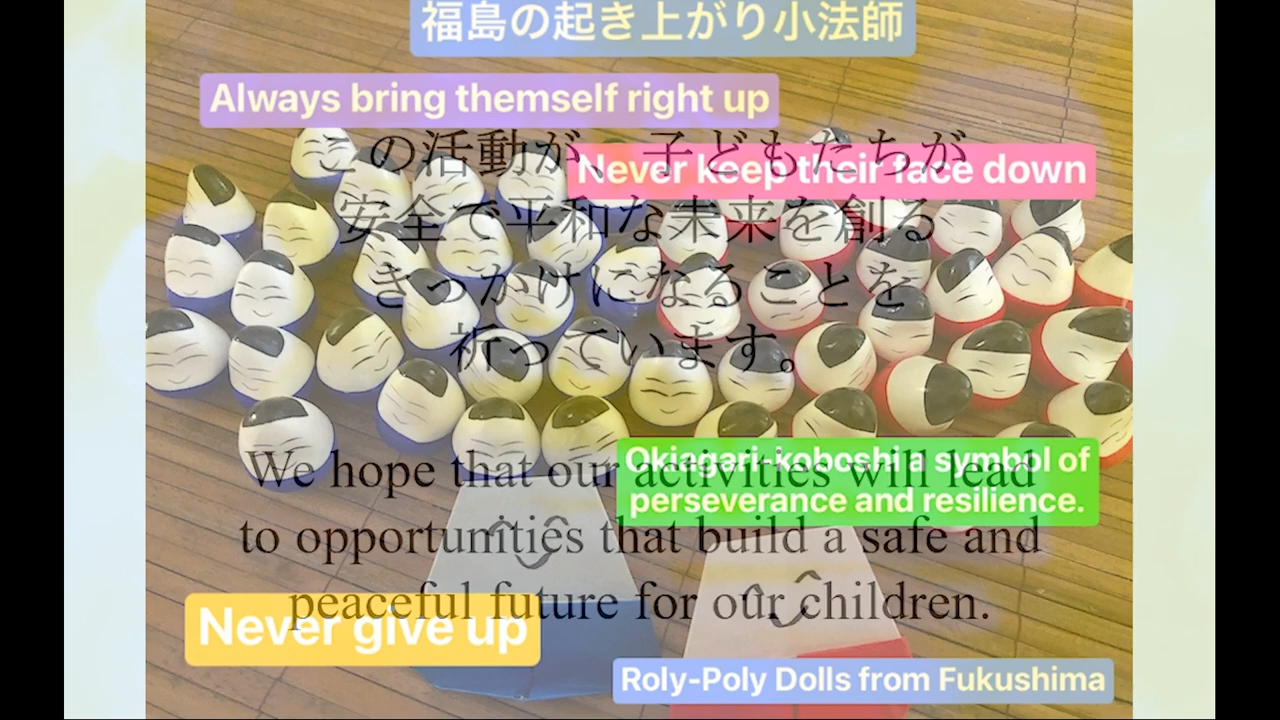 福島の起き上がり小法師
Always bring themself right up
この活動が、子どもたちが
Never keep their face down
安全で平和な未来を創る
きっかけになることを
祈っています。
We hope that our activities will lead
Okiagari-koboshi a symbol of
perseverance and resilience.
to opportunities that build a safe and
peaceful future for our children.
Never give up
Roly-Poly Dolls from Fukushima